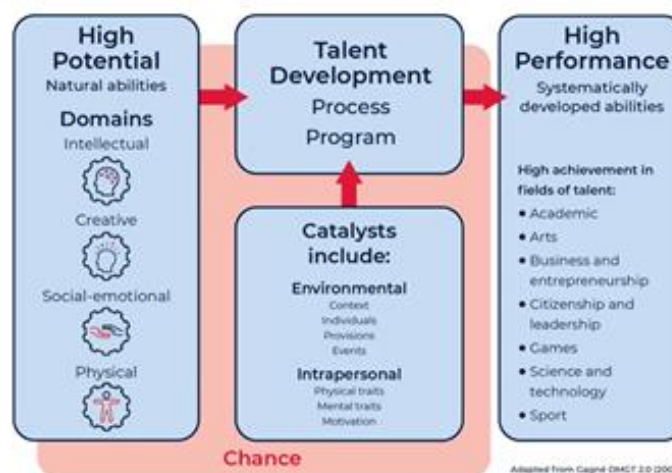 High
Potential
Natural abilities
Domains
Intellectual
Creative
Social-emotional
Physical
Talent
Development
Process
Program
Catalysts
include:
Environmental
Context
Individuals
Provisions
Events
Intrapersonal
Physical traits
Mental traits
Motivation
Chance
High
Performance
Systematically
developed abilities
High achievement in
fields of talent:
• Academic
• Arts
• Business and
entrepreneurship
• Citizenship and
leadership
• Games
• Science and
technology
• Sport
Adapted from Gagné DMGT 2.0